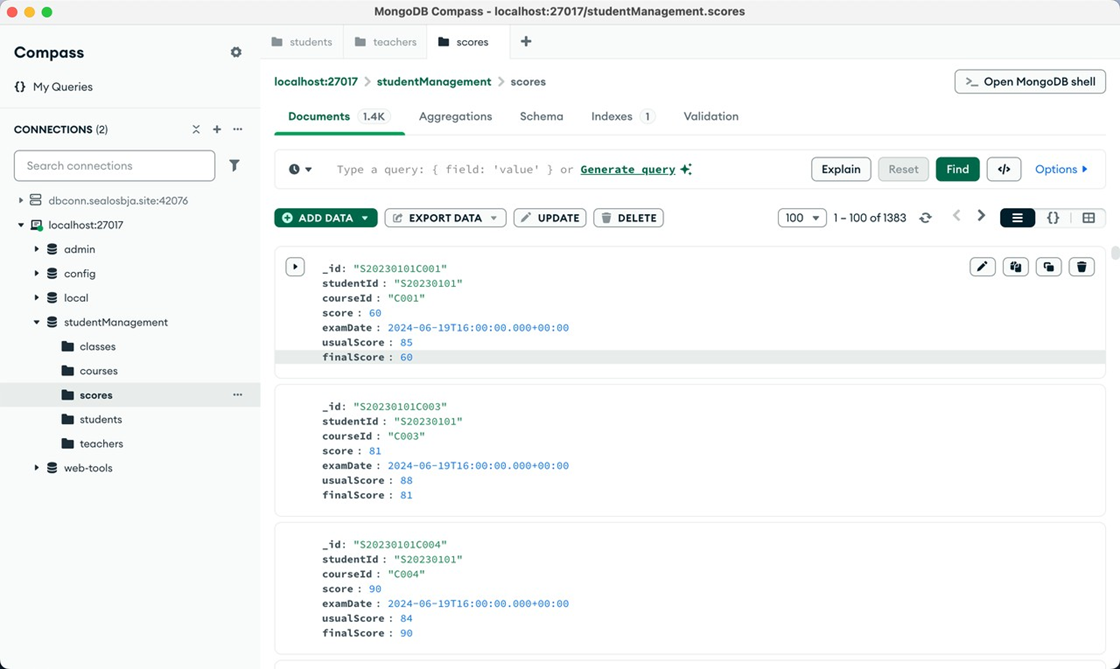 MongoDB Compass - localhost:27017/studentManagement.scores
Compass
My Queries
CONNECTIONS (2)
Search connections
dbconn.sealosbja.site:42076
localhost:27017
admin
config
local
studentManagement
classes
courses
scores
students
teachers
web-tools
students teachers scores
localhost:27017 > studentManagement > scores
>_ Open MongoDB shell
Documents 1.4K Aggregations Schema Indexes 1 Validation
Type a query: { field: 'value' } or Generate query
Explain Reset Find </> Options
ADD DATA EXPORT DATA UPDATE DELETE 100 1 – 100 of 1383 {}
_id: "S20230101C001"
studentId : "S20230101"
courseId : "C001"
score : 60
examDate : 2024-06-19T16:00:00.000+00:00
usualScore : 85
finalScore : 60
_id: "S20230101C003"
studentId : "S20230101"
courseId : "C003"
score : 81
examDate : 2024-06-19T16:00:00.000+00:00
usualScore : 88
finalScore : 81
_id: "S20230101C004"
studentId : "S20230101"
courseId : "C004"
score : 90
examDate : 2024-06-19T16:00:00.000+00:00
usualScore : 84
finalScore : 90